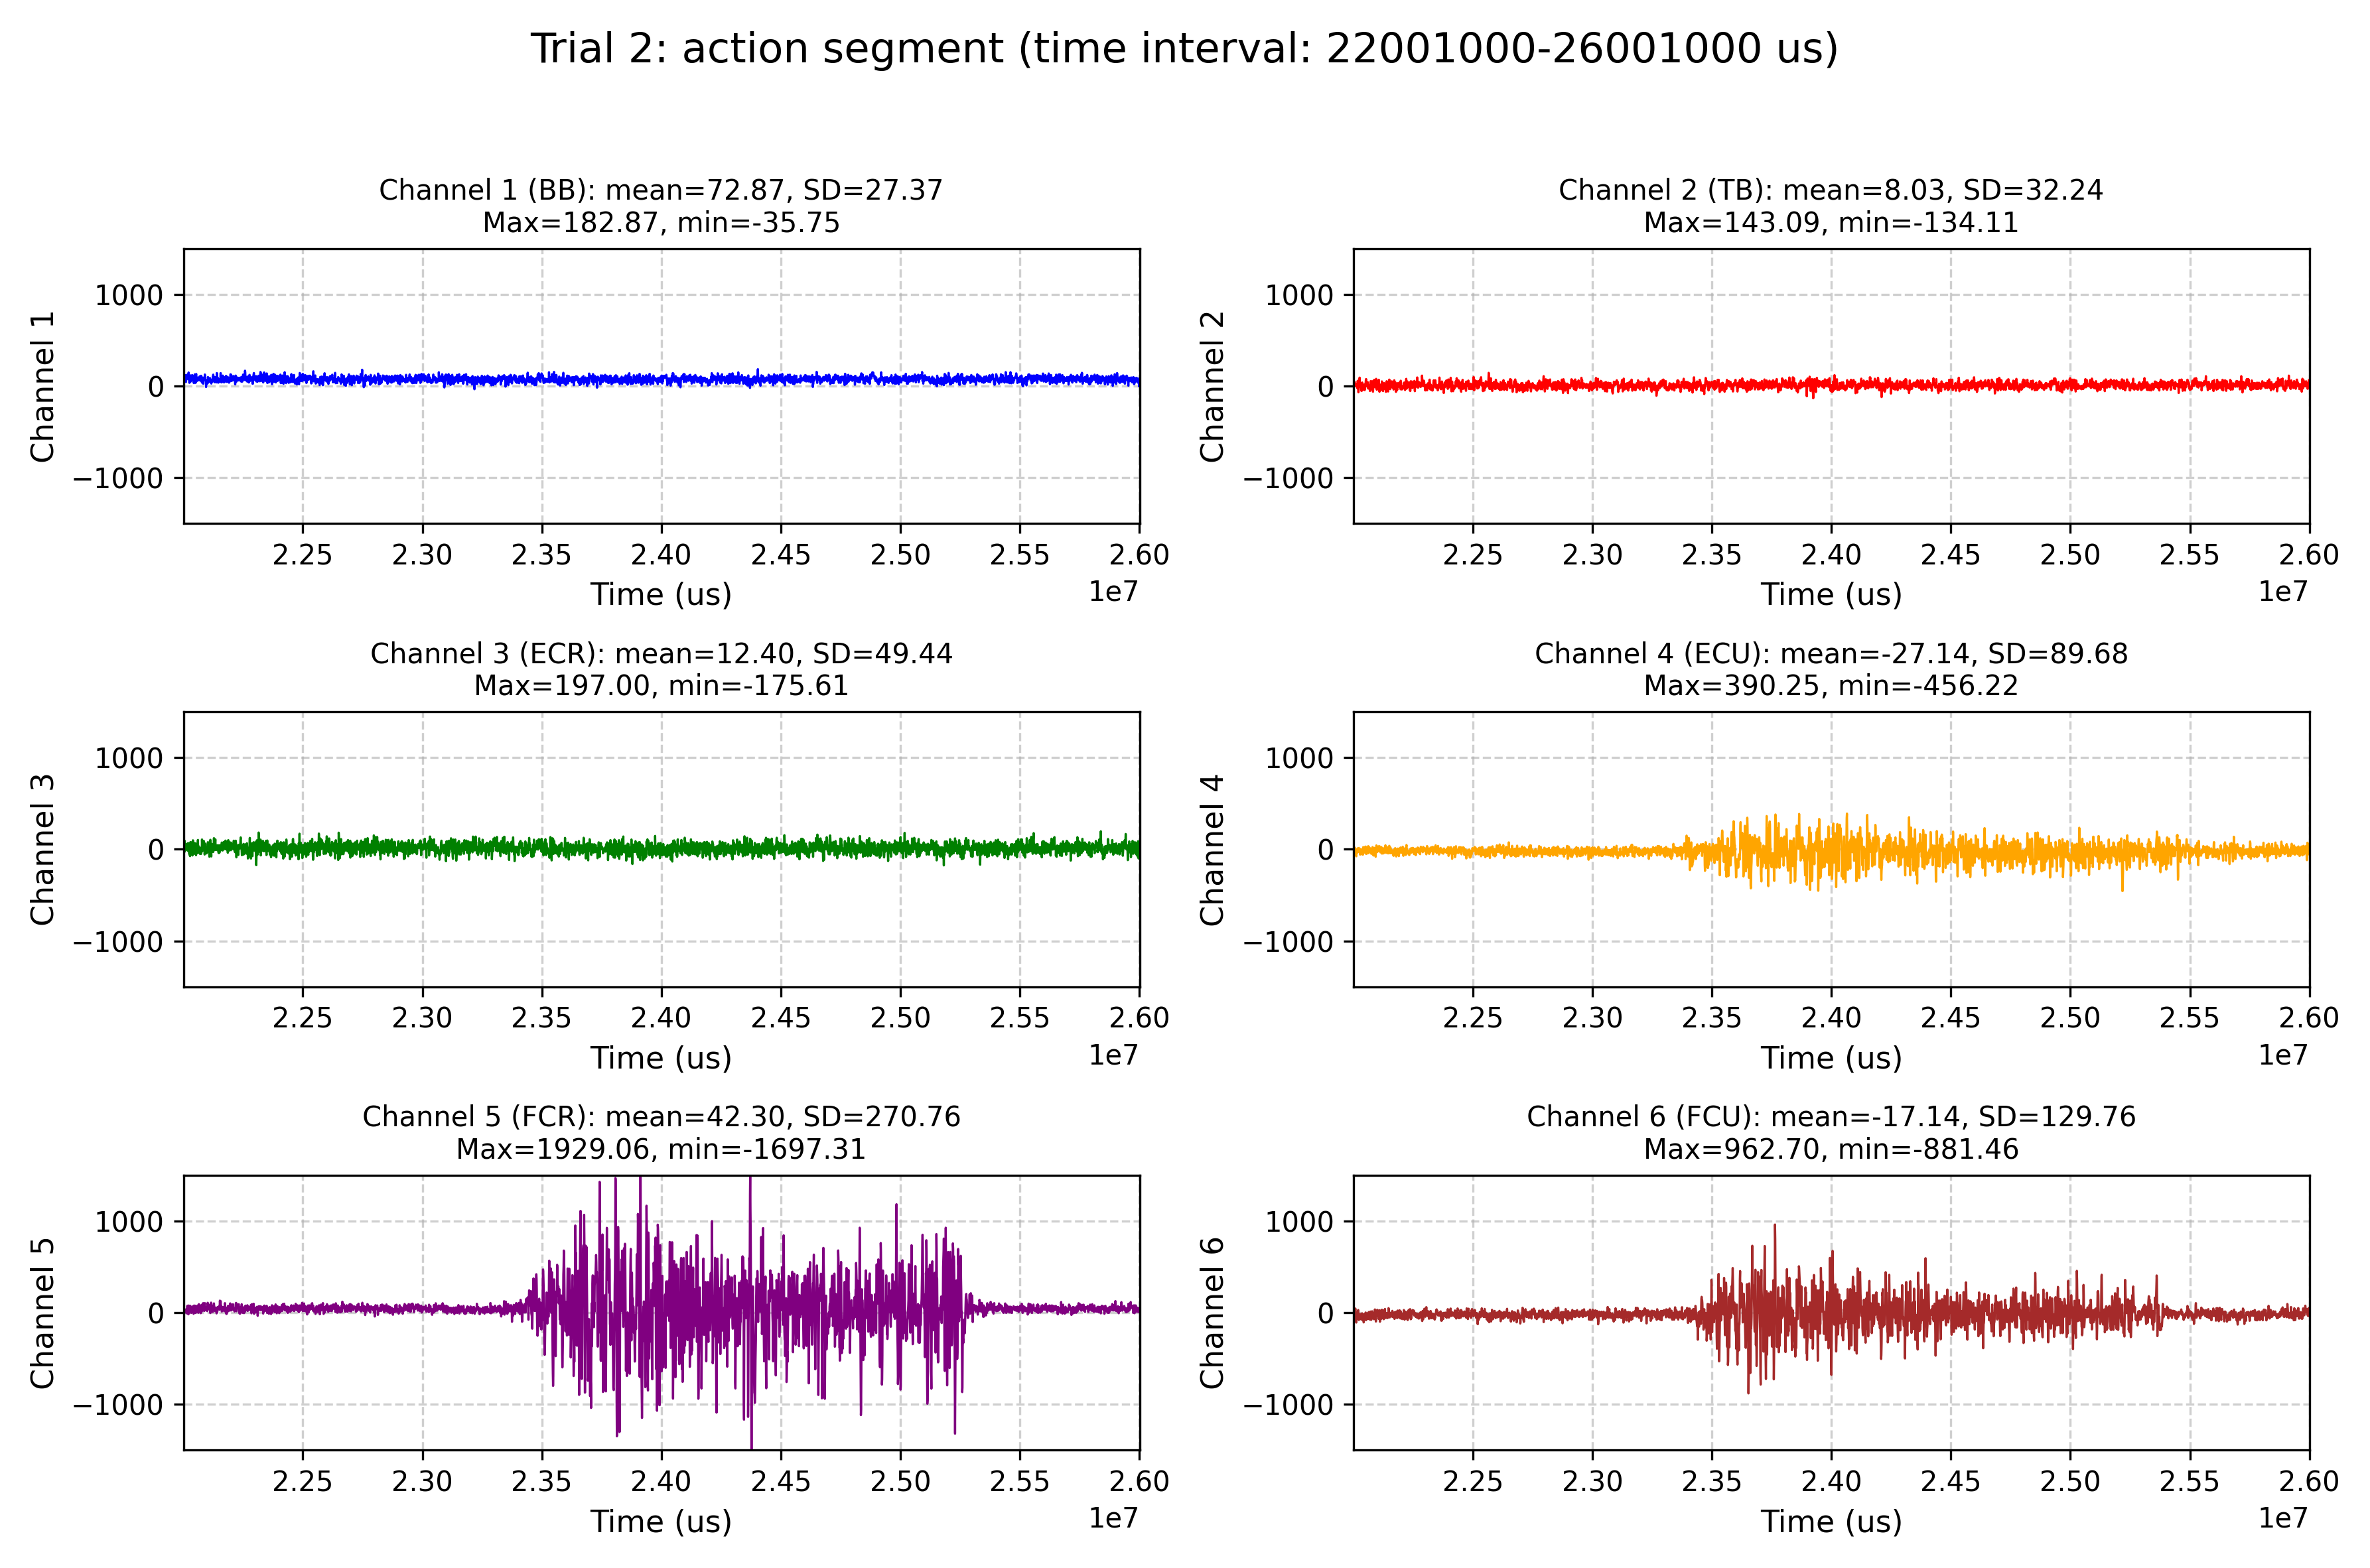 Trial 2: action segment (time interval: 22001000-26001000 us)
Channel 1 (BB): mean=72.87, SD=27.37
Max=182.87, min=-35.75
Channel 1
1000
0
−1000
2.25 2.30 2.35 2.40 2.45 2.50 2.55 2.60
Time (us)
1e7
Channel 2 (TB): mean=8.03, SD=32.24
Max=143.09, min=-134.11
Channel 2
1000
0
−1000
2.25 2.30 2.35 2.40 2.45 2.50 2.55 2.60
Time (us)
1e7
Channel 3 (ECR): mean=12.40, SD=49.44
Max=197.00, min=-175.61
Channel 3
1000
0
−1000
2.25 2.30 2.35 2.40 2.45 2.50 2.55 2.60
Time (us)
1e7
Channel 4 (ECU): mean=-27.14, SD=89.68
Max=390.25, min=-456.22
Channel 4
1000
0
−1000
2.25 2.30 2.35 2.40 2.45 2.50 2.55 2.60
Time (us)
1e7
Channel 5 (FCR): mean=42.30, SD=270.76
Max=1929.06, min=-1697.31
Channel 5
1000
0
−1000
2.25 2.30 2.35 2.40 2.45 2.50 2.55 2.60
Time (us)
1e7
Channel 6 (FCU): mean=-17.14, SD=129.76
Max=962.70, min=-881.46
Channel 6
1000
0
−1000
2.25 2.30 2.35 2.40 2.45 2.50 2.55 2.60
Time (us)
1e7